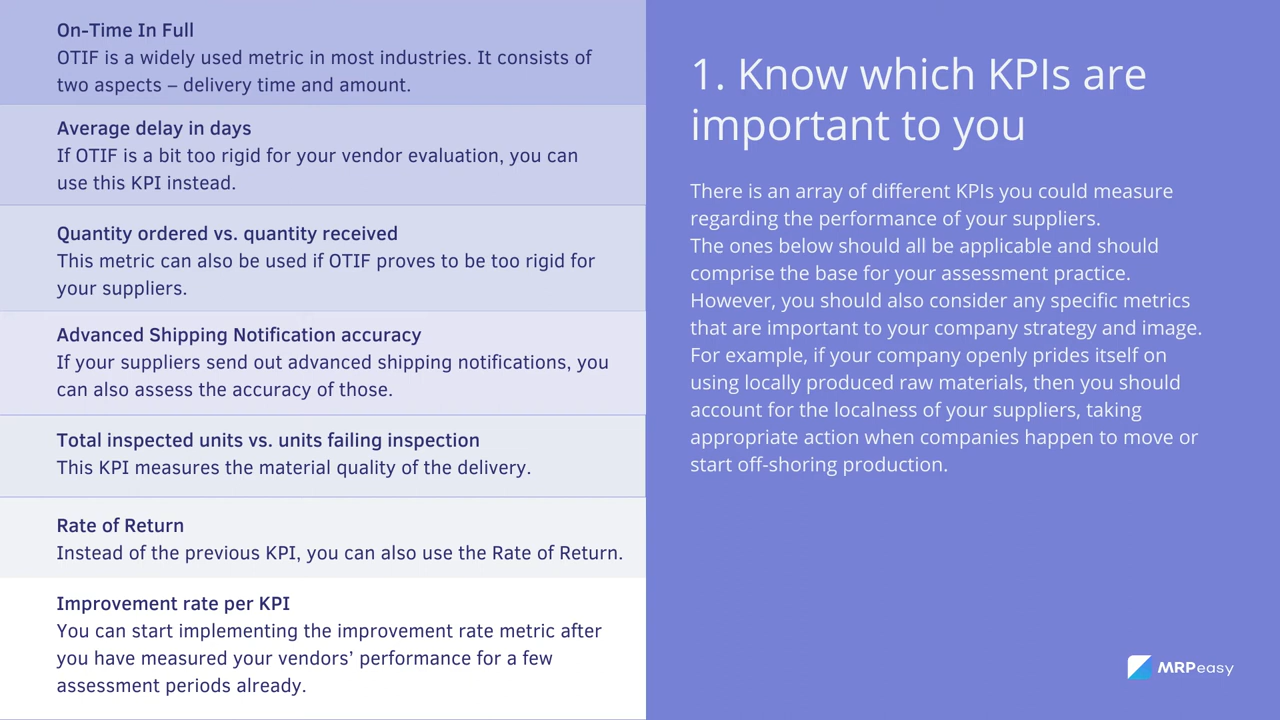 On-Time In Full
OTIF is a widely used metric in most industries. It consists of
two aspects – delivery time and amount.
Average delay in days
If OTIF is a bit too rigid for your vendor evaluation, you can
use this KPI instead.
Quantity ordered vs. quantity received
This metric can also be used if OTIF proves to be too rigid for
your suppliers.
Advanced Shipping Notification accuracy
If your suppliers send out advanced shipping notifications, you
can also assess the accuracy of those.
Total inspected units vs. units failing inspection
This KPI measures the material quality of the delivery.
Rate of Return
Instead of the previous KPI, you can also use the Rate of Return.
Improvement rate per KPI
You can start implementing the improvement rate metric after
you have measured your vendors’ performance for a few
assessment periods already.
1. Know which KPIs are
important to you
There is an array of different KPIs you could measure
regarding the performance of your suppliers.
The ones below should all be applicable and should
comprise the base for your assessment practice.
However, you should also consider any specific metrics
that are important to your company strategy and image.
For example, if your company openly prides itself on
using locally produced raw materials, then you should
account for the localness of your suppliers, taking
appropriate action when companies happen to move or
start off-shoring production.
MRPeasy